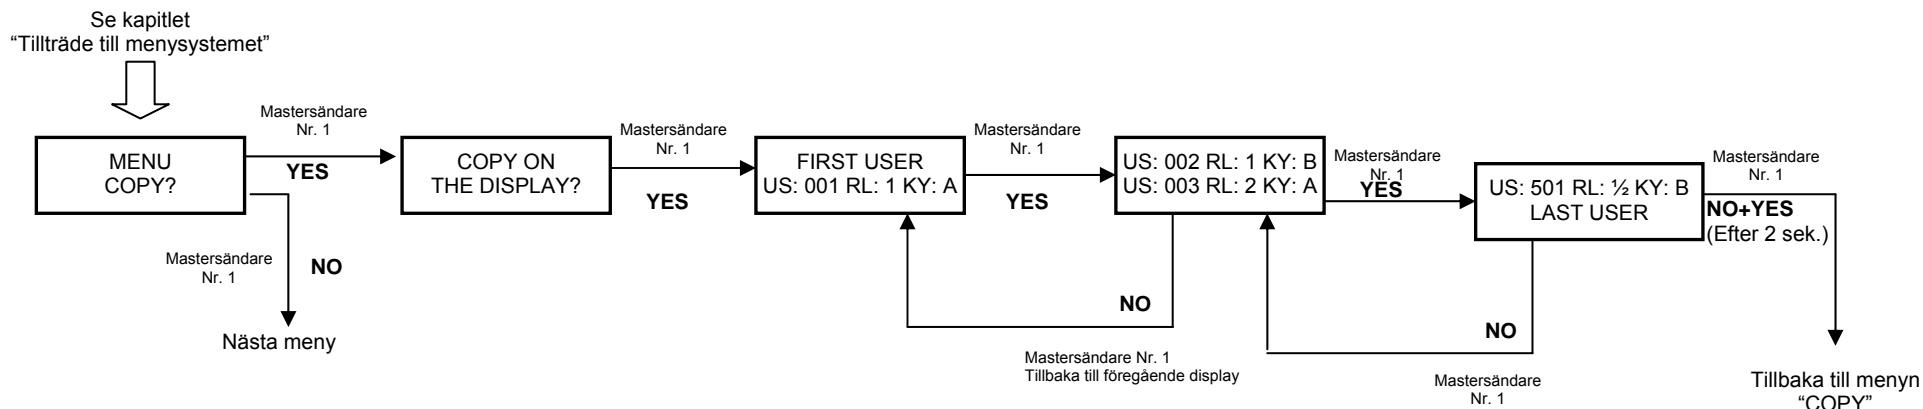 Se kapitlet
“Tillträde till menysystemet”
Mastersändare
Nr. 1
MENU
COPY?
YES
Mastersändare
Nr. 1
NO
Nästa meny
COPY ON
THE DISPLAY?
Mastersändare
Nr. 1
YES
FIRST USER
US: 001 RL: 1 KY: A
Mastersändare
Nr. 1
YES
US: 002 RL: 1 KY: B
US: 003 RL: 2 KY: A
NO
Mastersändare Nr. 1
Tillbaka till föregående display
Mastersändare
Nr. 1
YES
US: 501 RL: ½ KY: B
LAST USER
NO
Mastersändare
Nr. 1
Mastersändare
Nr. 1
NO+YES
(Efter 2 sek.)
Tillbaka till menyn
“COPY”